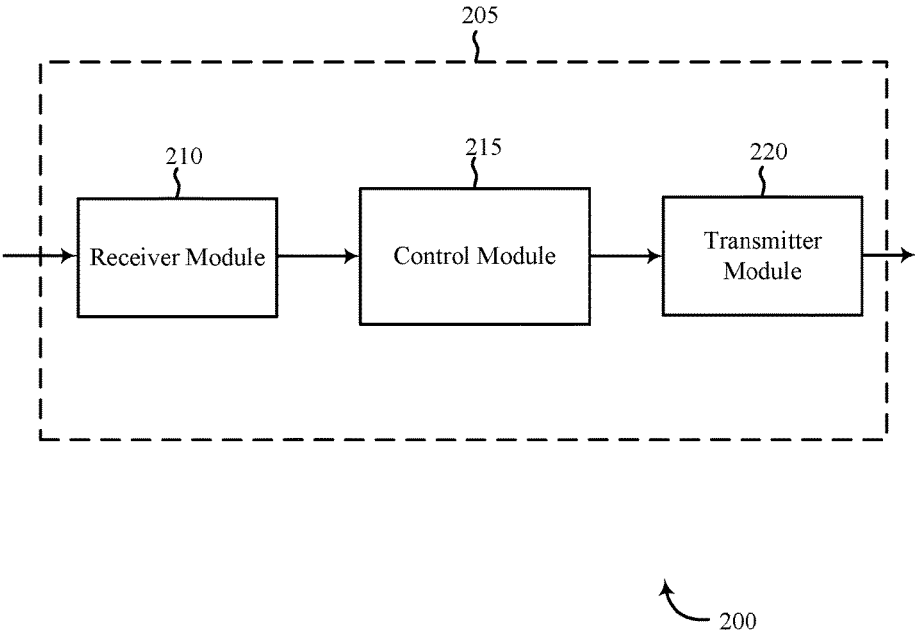 205
210
215
220
Receiver Module
Control Module
Transmitter
Module
200